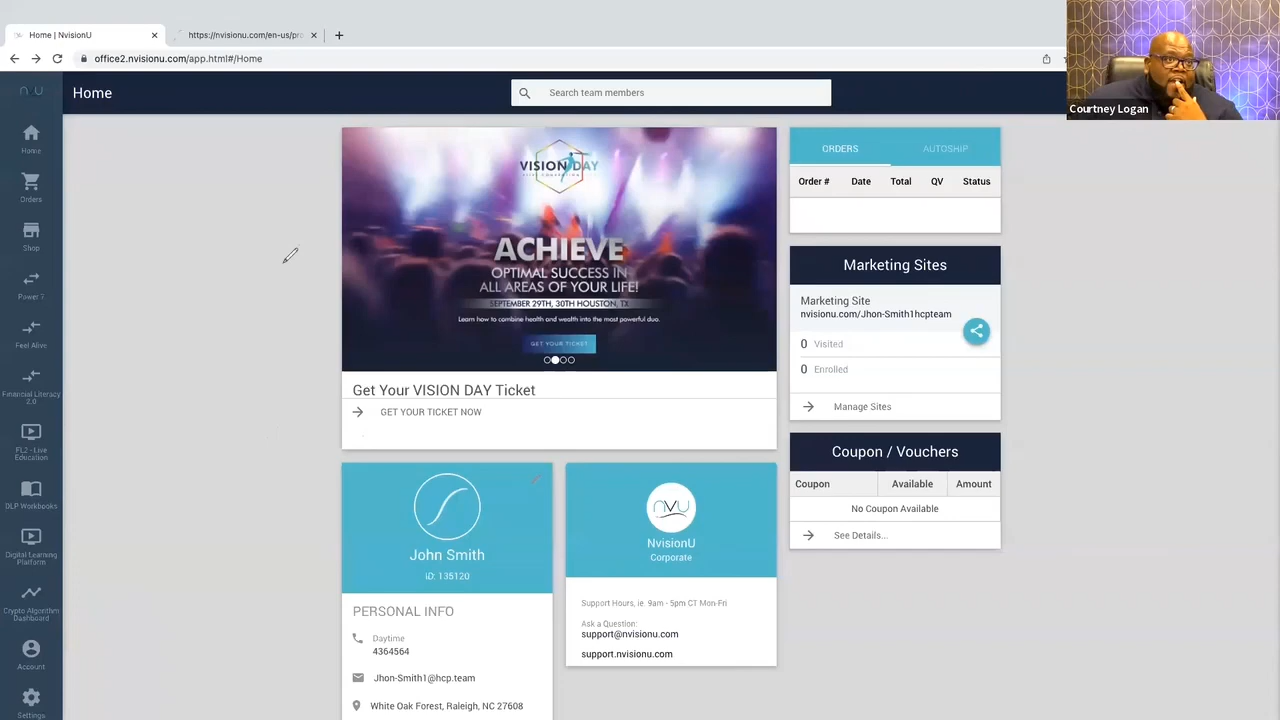 Home | NvisionU
https://nvisionu.com/en-us/pro
office2.nvisionu.com/app.html#/Home
Courtney Logan
Home
Search team members
Home
Orders
Shop
Feel Alive
Financial Literacy
2.0
FL2 - Live
Education
DLP Workbooks
Digital Learning
Platform
Crypto Algorithm
Dashboard
Account
Settings
VISION DAY
ACHIEVE
OPTIMAL SUCCESS IN
ALL AREAS OF YOUR LIFE!
SEPTEMBER 29TH, 30TH HOUSTON, TX
Learn how to combine health and wealth into the most powerful duo.
GET YOUR TICKET
Get Your VISION DAY Ticket
GET YOUR TICKET NOW
John Smith
ID: 135120
PERSONAL INFO
Daytime
4364564
Jhon-Smith1@hcp.team
White Oak Forest, Raleigh, NC 27608
nvu
NvisionU
Corporate
Support Hours, ie. 9am - 5pm CT Mon-Fri
Ask a Question:
support@nvisionu.com
support.nvisionu.com
ORDERS AUTOSHIP
Order # Date Total QV Status
Marketing Sites
Marketing Site
nvisionu.com/Jhon-Smith1hcpteam
0 Visited
0 Enrolled
Manage Sites
Coupon / Vouchers
Coupon Available Amount
No Coupon Available
See Details...